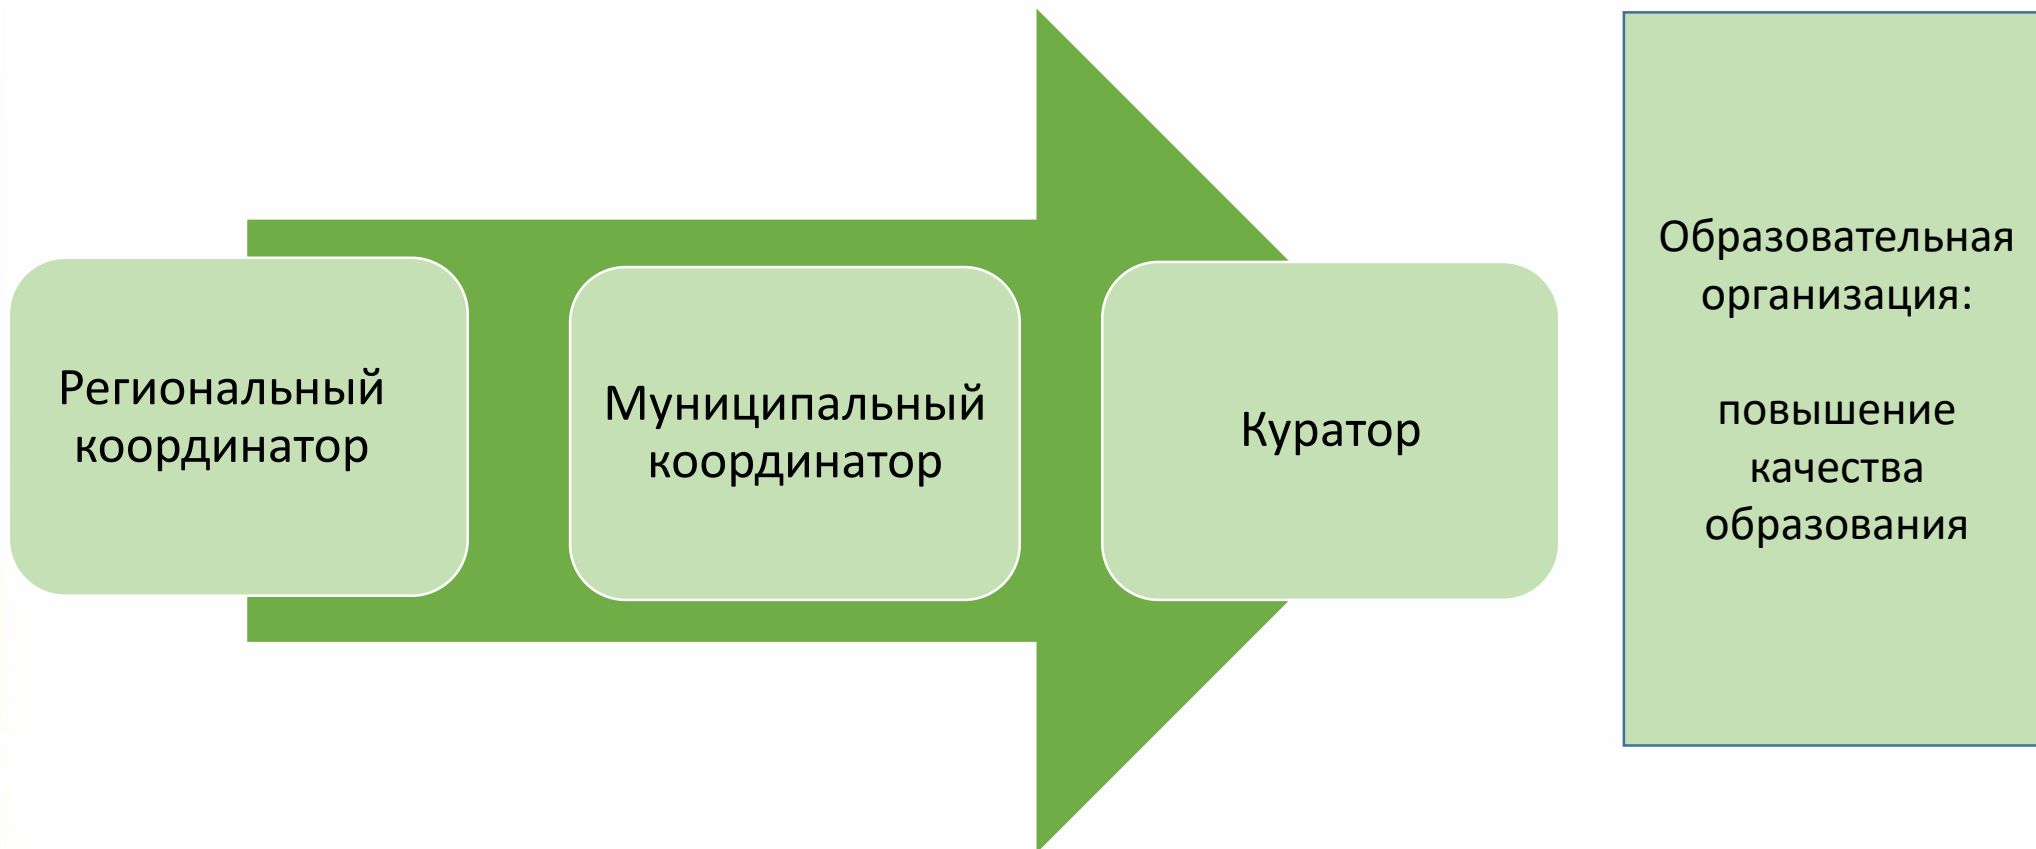 Региональный
координатор
Муниципальный
координатор
Куратор
Образовательная
организация:
повышение
качества
образования